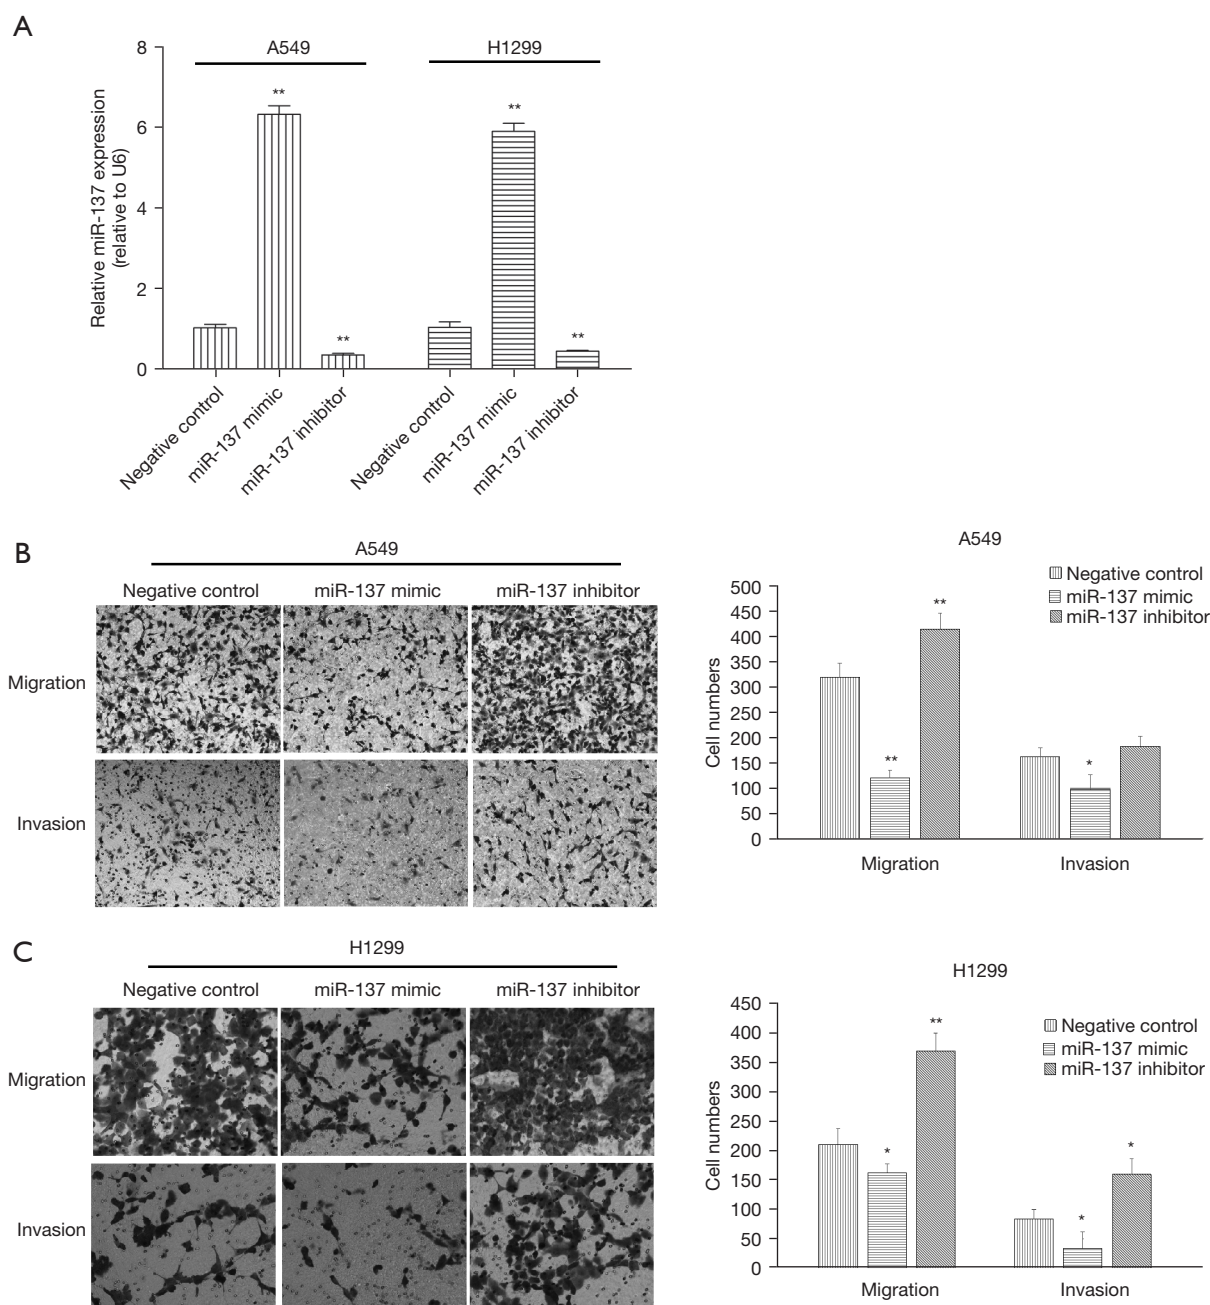 A
A549
H1299
8
6
4
2
0
Relative miR-137 expression
(relative to U6)
**
**
**
**
Negative control
miR-137 mimic
miR-137 inhibitor
Negative control
miR-137 mimic
miR-137 inhibitor
B
A549
Negative control
miR-137 mimic
miR-137 inhibitor
Migration
Invasion
A549
Negative control
miR-137 mimic
miR-137 inhibitor
500
450
400
350
300
250
200
150
100
50
0
Cell numbers
**
**
*
Migration
Invasion
C
H1299
Negative control
miR-137 mimic
miR-137 inhibitor
Migration
Invasion
H1299
Negative control
miR-137 mimic
miR-137 inhibitor
450
400
350
300
250
200
150
100
50
0
Cell numbers
*
**
*
*
Migration
Invasion